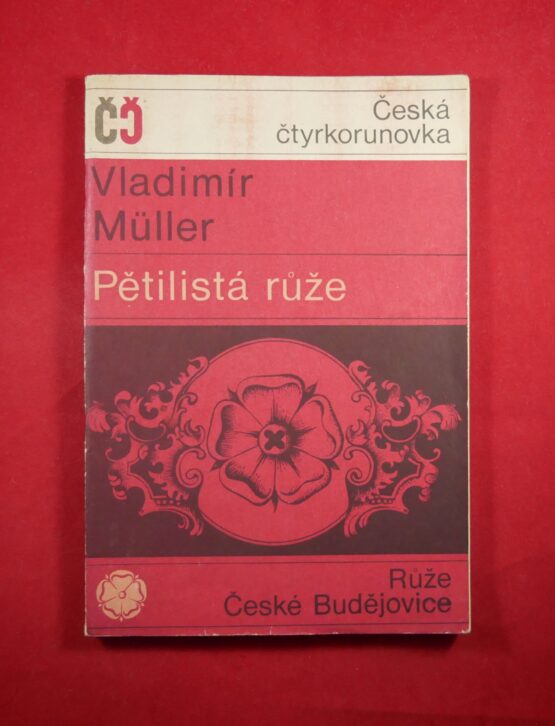 ČČ
Česká
čtyrkorunovka
Vladimír
Müller
Pětilistá růže
Růže
České Budějovice